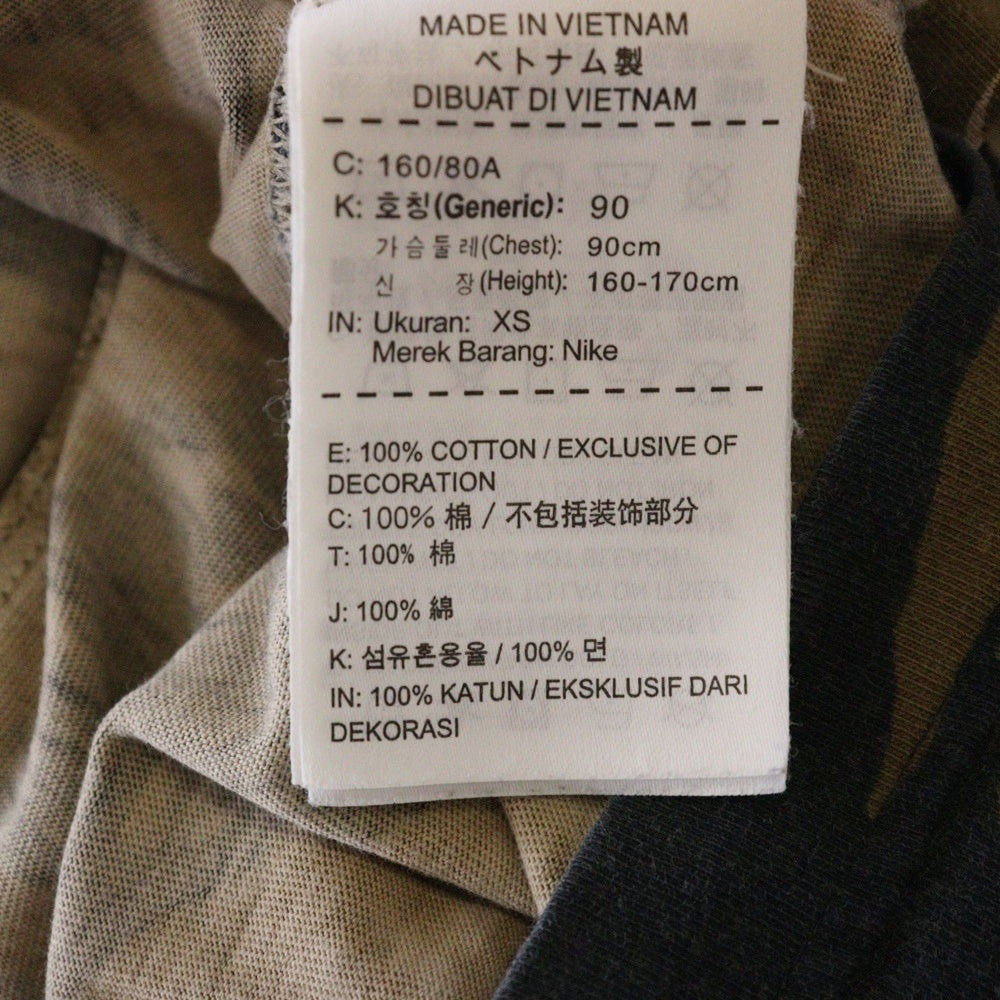 MADE IN VIETNAM
ベトナム製
DIBUAT DI VIETNAM
C: 160/80A
K: 호칭(Generic): 90
가슴둘레(Chest): 90cm
신 장(Height): 160-170cm
IN: Ukuran: XS
Merek Barang: Nike
E: 100% COTTON / EXCLUSIVE OF
DECORATION
C: 100% 棉 / 不包括装饰部分
T: 100% 棉
J: 100% 綿
K: 섬유혼용율 / 100% 면
IN: 100% KATUN / EKSKLUSIF DARI
DEKORASI